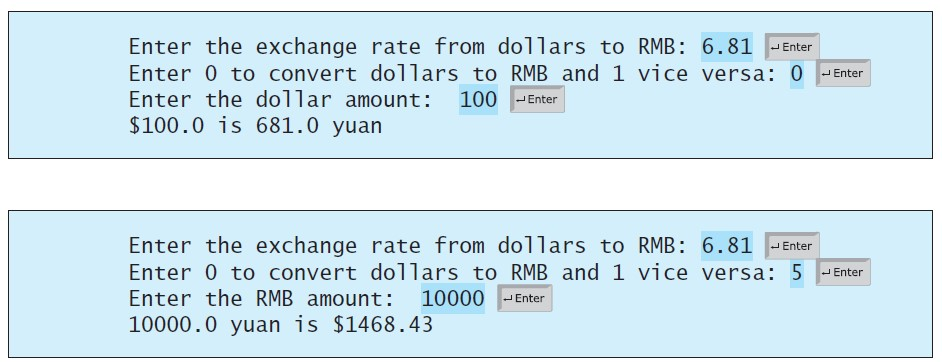 Enter the exchange rate from dollars to RMB: 6.81 ↵Enter
Enter 0 to convert dollars to RMB and 1 vice versa: 0 ↵Enter
Enter the dollar amount: 100 ↵Enter
$100.0 is 681.0 yuan
Enter the exchange rate from dollars to RMB: 6.81 ↵Enter
Enter 0 to convert dollars to RMB and 1 vice versa: 5 ↵Enter
Enter the RMB amount: 10000 ↵Enter
10000.0 yuan is $1468.43